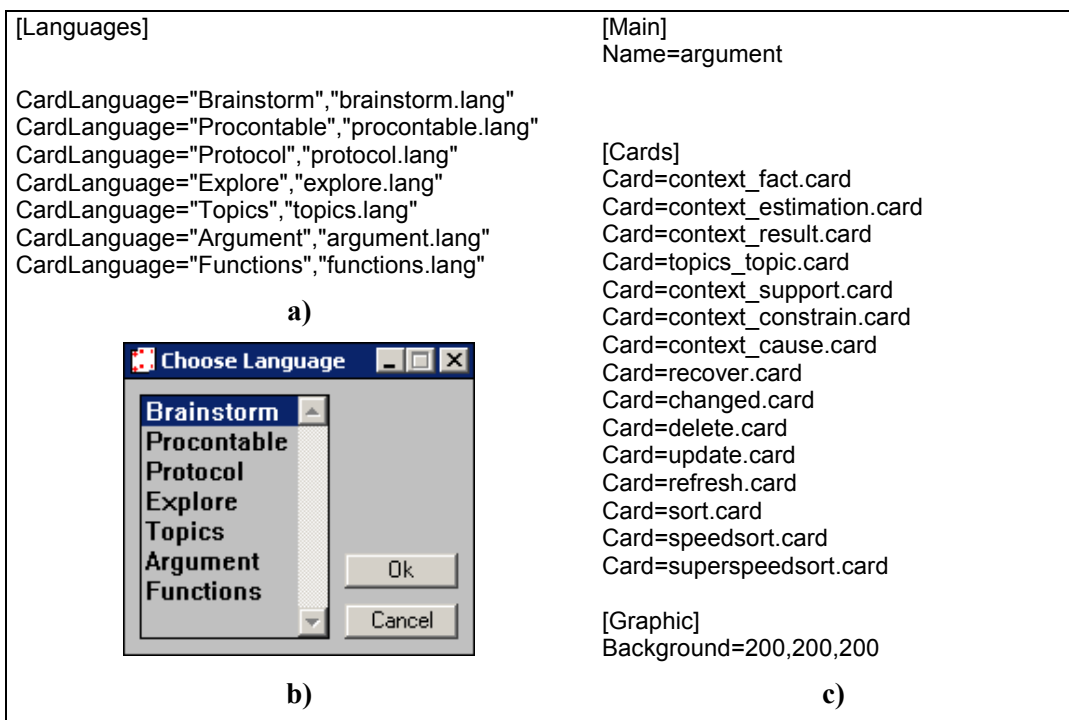 [Languages]
CardLanguage="Brainstorm","brainstorm.lang"
CardLanguage="Procontable","procontable.lang"
CardLanguage="Protocol","protocol.lang"
CardLanguage="Explore","explore.lang"
CardLanguage="Topics","topics.lang"
CardLanguage="Argument","argument.lang"
CardLanguage="Functions","functions.lang"
a)
Choose Language
Brainstorm
Procontable
Protocol
Explore
Topics
Argument
Functions
Ok
Cancel
b)
[Main]
Name=argument
[Cards]
Card=context_fact.card
Card=context_estimation.card
Card=context_result.card
Card=topics_topic.card
Card=context_support.card
Card=context_constrain.card
Card=context_cause.card
Card=recover.card
Card=changed.card
Card=delete.card
Card=update.card
Card=refresh.card
Card=sort.card
Card=speedsort.card
Card=superspeedsort.card
[Graphic]
Background=200,200,200
c)